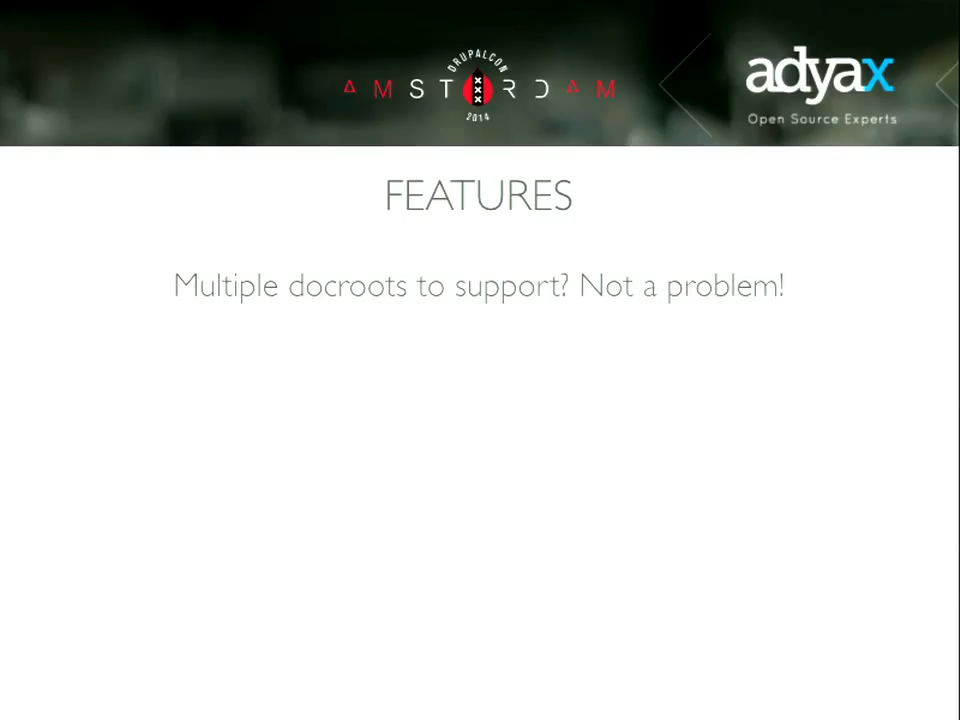 DRUPALCON
AMSTERDAM
2014
adyax
Open Source Experts
FEATURES
Multiple docroots to support? Not a problem!